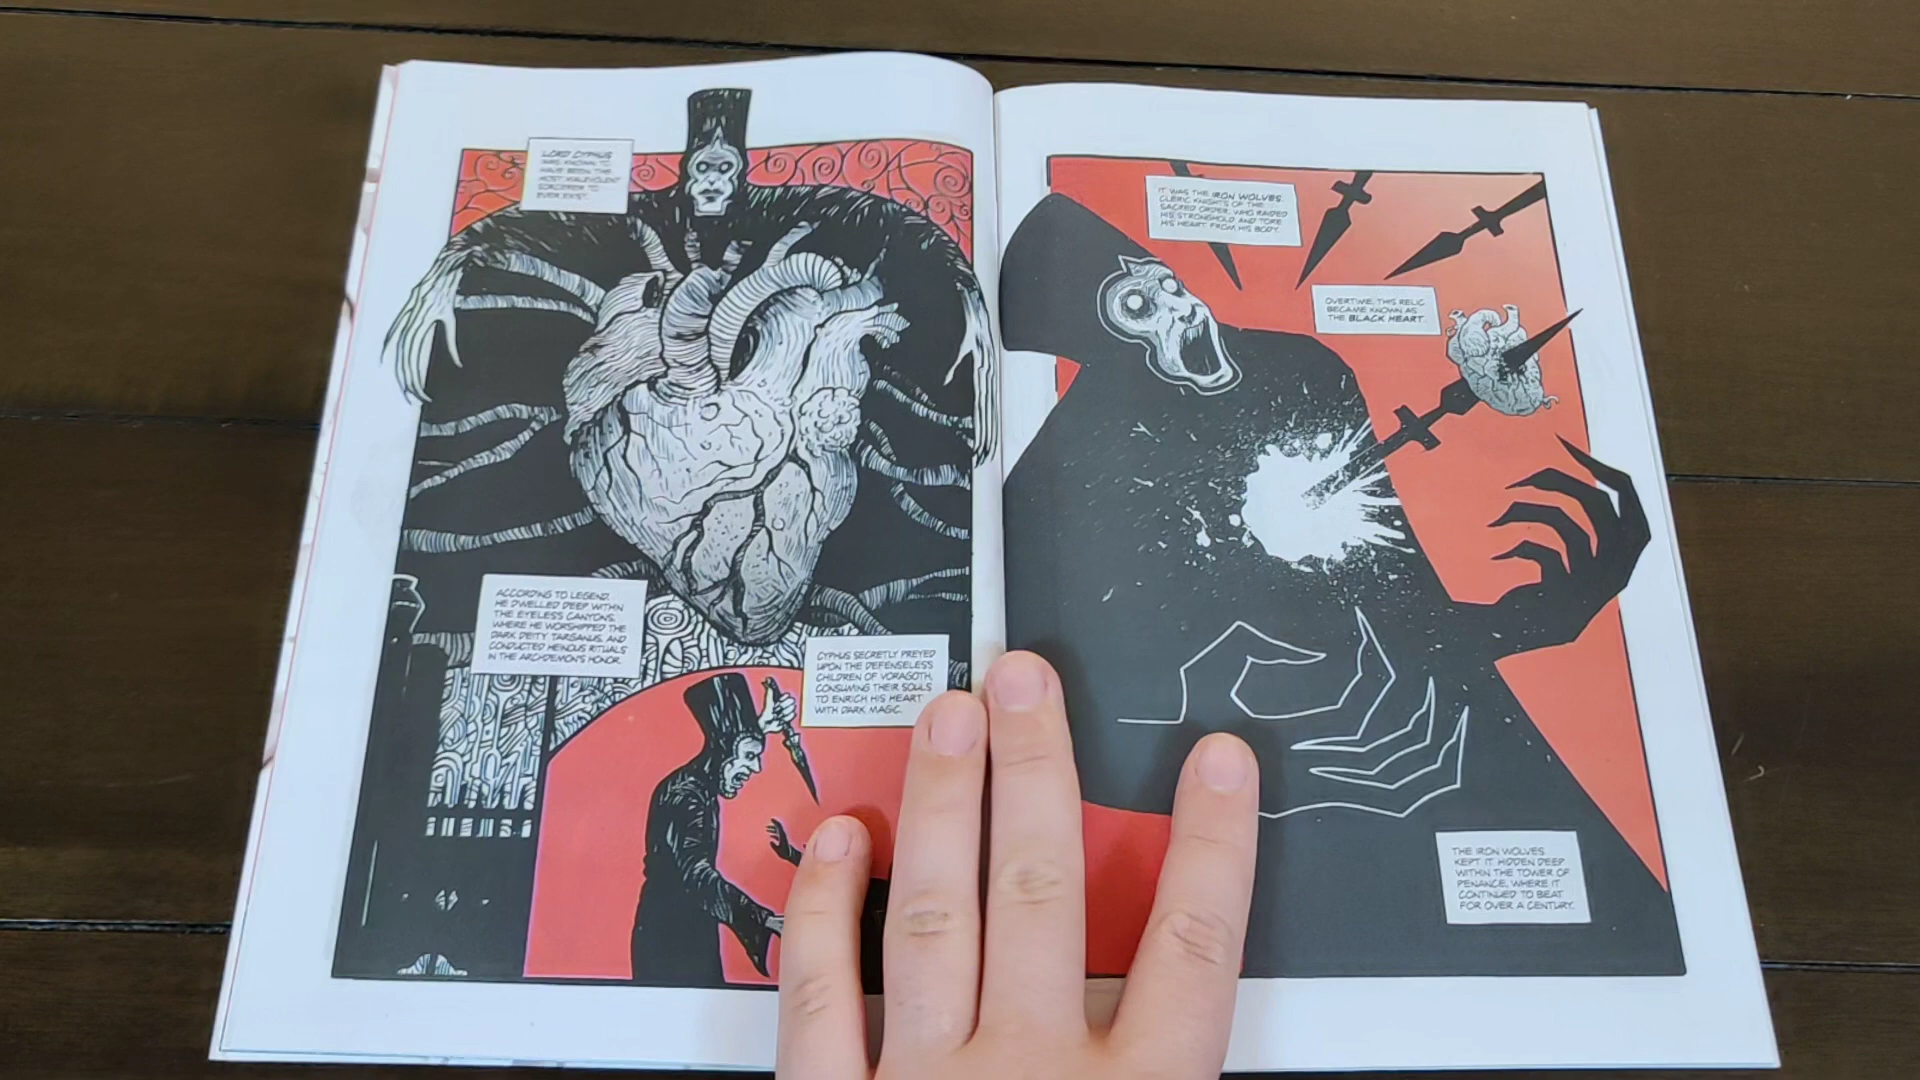 LORD CYPHUS
WAS KNOWN TO
HAVE BEEN THE
MOST MALEVOLENT
SORCERER TO
EVER EXIST.
ACCORDING TO LEGEND,
HE DWELLED DEEP WITHIN
THE EYELESS CANYONS,
WHERE HE WORSHIPPED THE
DARK DEITY TARGANUS, AND
CONDUCTED HEINOUS RITUALS
IN THE ARCHDEMON'S HONOR.
CYPHUS SECRETLY PREYED
UPON THE DEFENSELESS
CHILDREN OF VORAGOTH,
CONSUMING THEIR SOULS
TO ENRICH HIS HEART
WITH DARK MAGIC.
IT WAS THE IRON WOLVES,
CLERIC KNIGHTS OF THE
SACRED ORDER, WHO RAIDED
HIS STRONGHOLD AND TORE
HIS HEART FROM HIS BODY.
OVERTIME, THIS RELIC
BECAME KNOWN AS
THE BLACK HEART.
THE IRON WOLVES
KEPT IT HIDDEN DEEP
WITHIN THE TOWER OF
PENANCE, WHERE IT
CONTINUED TO BEAT
FOR OVER A CENTURY.